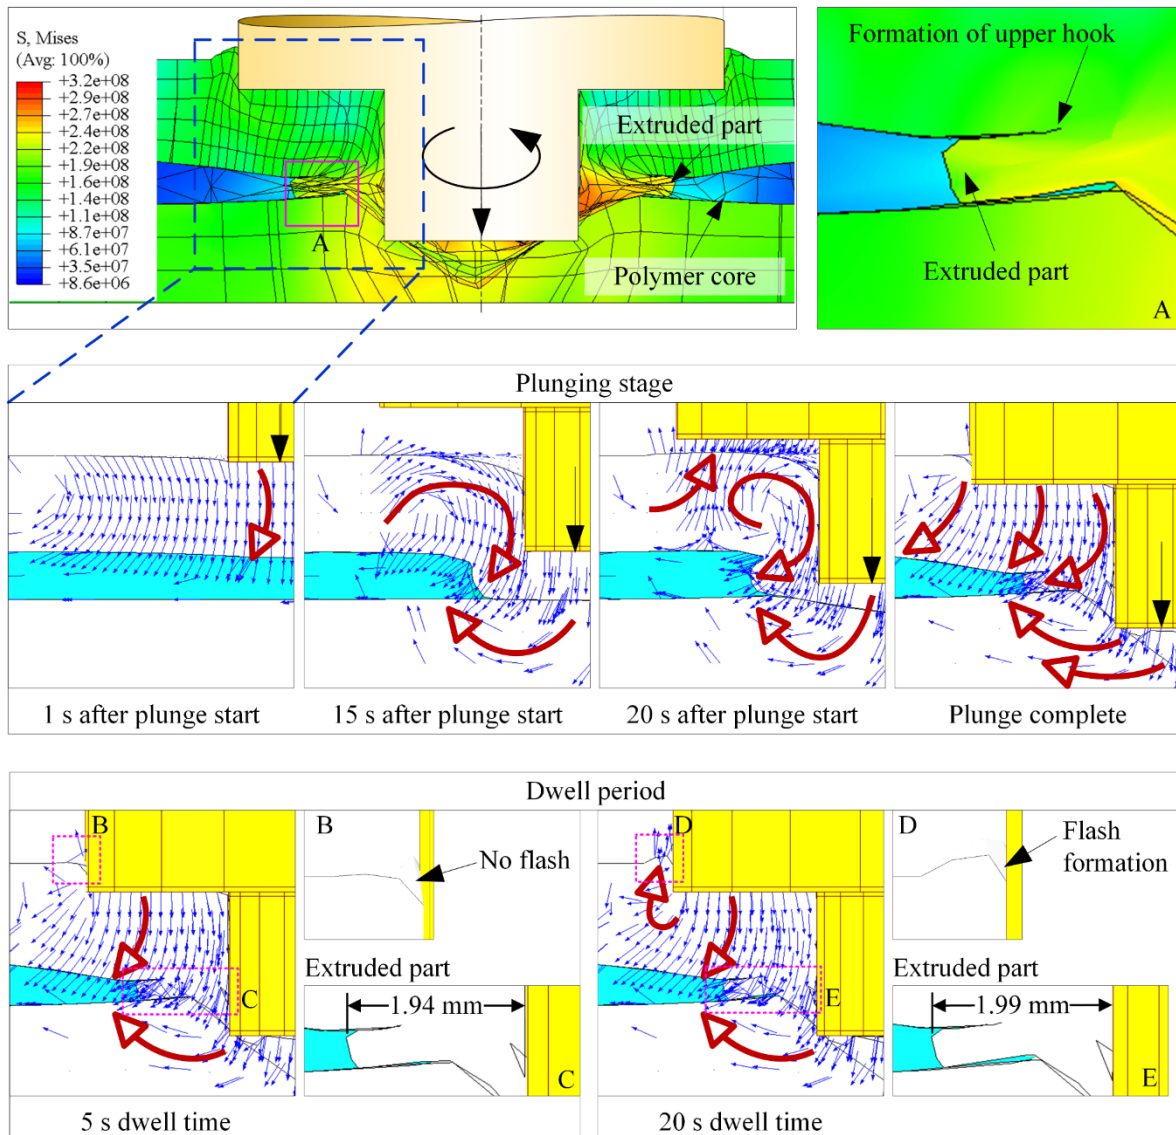 S, Mises
(Avg: 100%)
+3.2e+08
+2.9e+08
+2.7e+08
+2.4e+08
+2.2e+08
+1.9e+08
+1.6e+08
+1.4e+08
+1.1e+08
+8.7e+07
+6.1e+07
+3.5e+07
+8.6e+06
Extruded part
A
Polymer core
Formation of upper hook
Extruded part
A
Plunging stage
1 s after plunge start
15 s after plunge start
20 s after plunge start
Plunge complete
Dwell period
B
B
No flash
Extruded part
C
1.94 mm
C
5 s dwell time
D
D
Flash
formation
Extruded part
E
1.99 mm
E
20 s dwell time